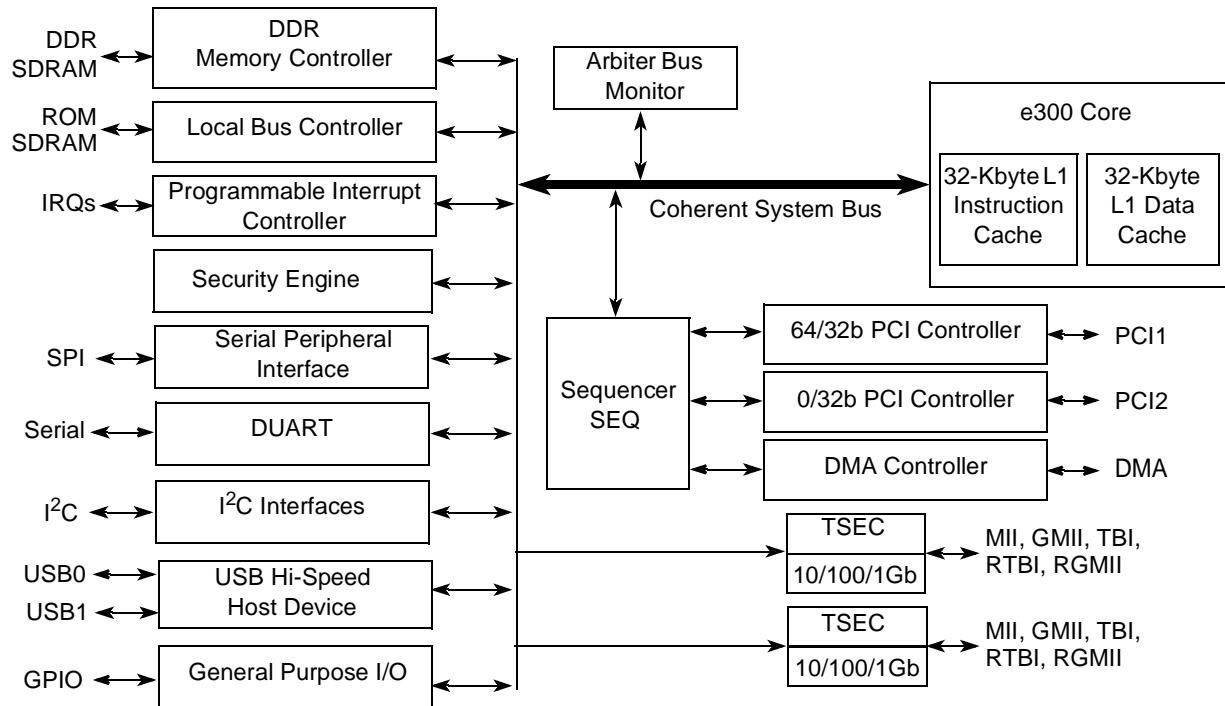 DDR
SDRAM
DDR
Memory Controller
ROM
SDRAM
Local Bus Controller
IRQs
Programmable Interrupt
Controller
Security Engine
SPI
Serial Peripheral
Interface
Serial
DUART
I²C
I²C Interfaces
USB0
USB1
USB Hi-Speed
Host Device
GPIO
General Purpose I/O
Arbiter Bus
Monitor
Coherent System Bus
e300 Core
32-Kbyte L1
Instruction
Cache
32-Kbyte
L1 Data
Cache
Sequencer
SEQ
64/32b PCI Controller
PCI1
0/32b PCI Controller
PCI2
DMA Controller
DMA
TSEC
10/100/1Gb
MII, GMII, TBI,
RTBI, RGMII
TSEC
10/100/1Gb
MII, GMII, TBI,
RTBI, RGMII